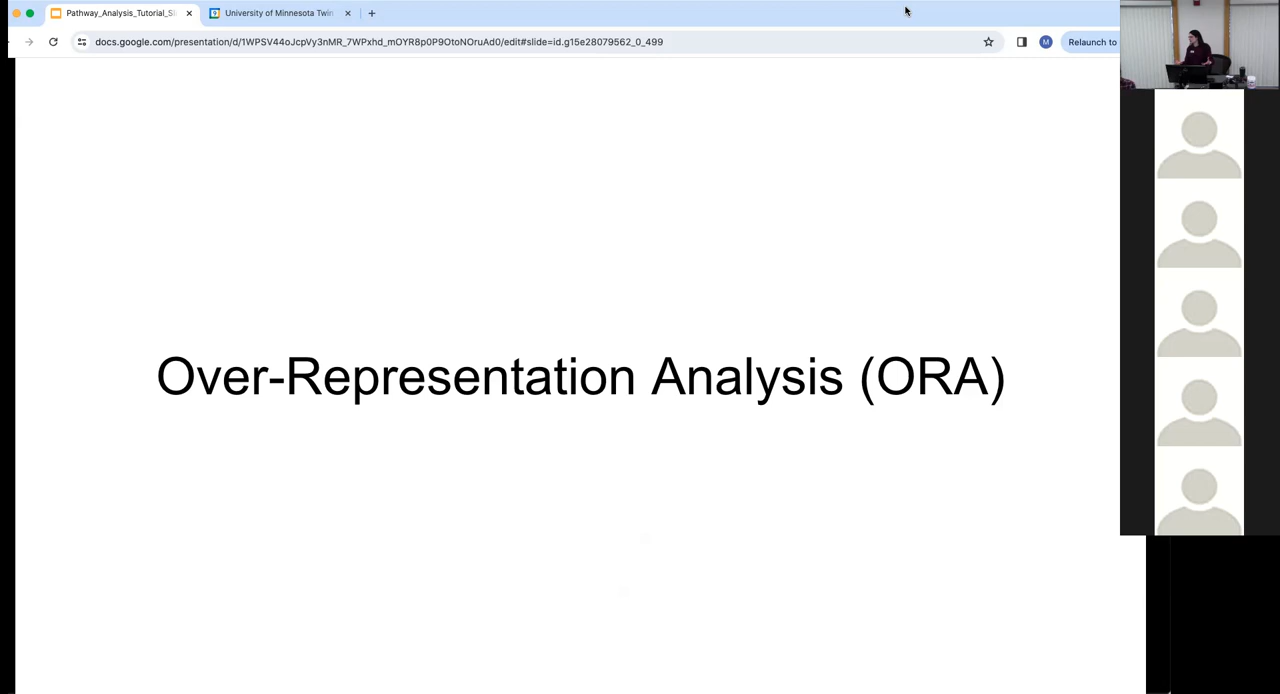 Pathway_Analysis_Tutorial_Sl
University of Minnesota Twin
docs.google.com/presentation/d/1WPSV44oJcpVy3nMR_7WPxhd_mOYR8p0P9OtoNOruAd0/edit#slide=id.g15e28079562_0_499
M
Relaunch to
Over-Representation Analysis (ORA)